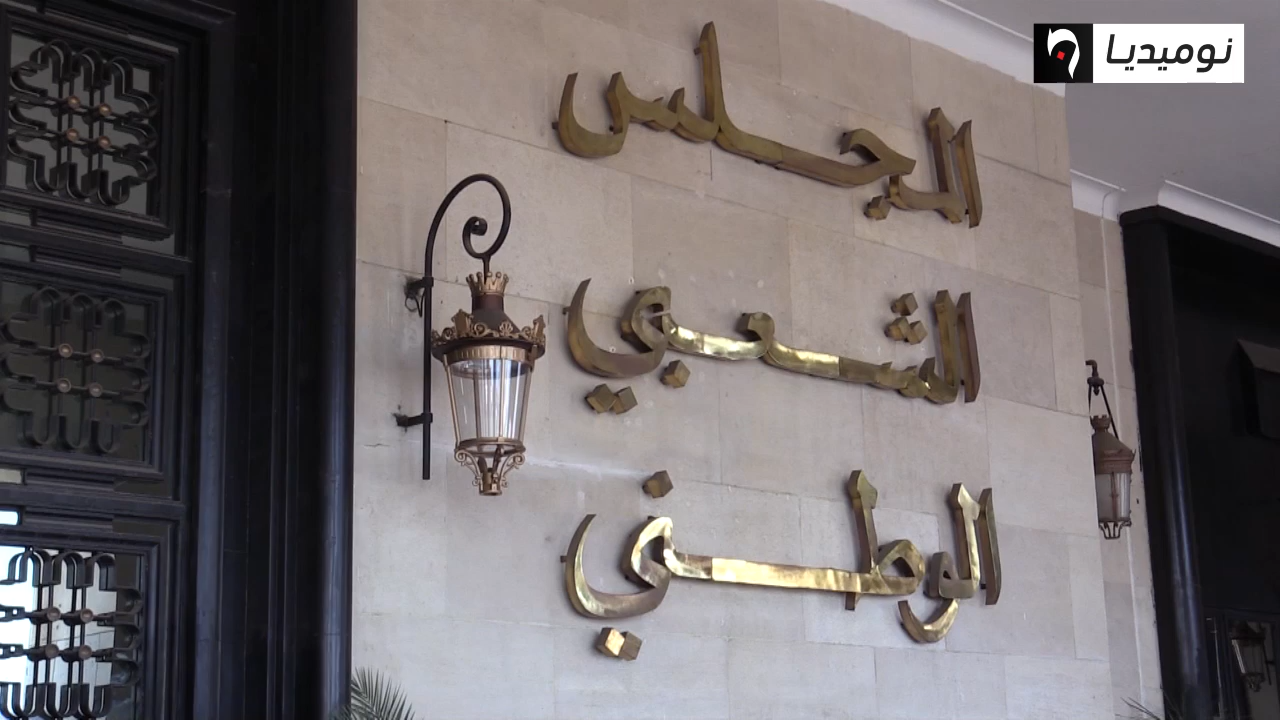 نوميديا
المجلس
الشعبي
الوطني